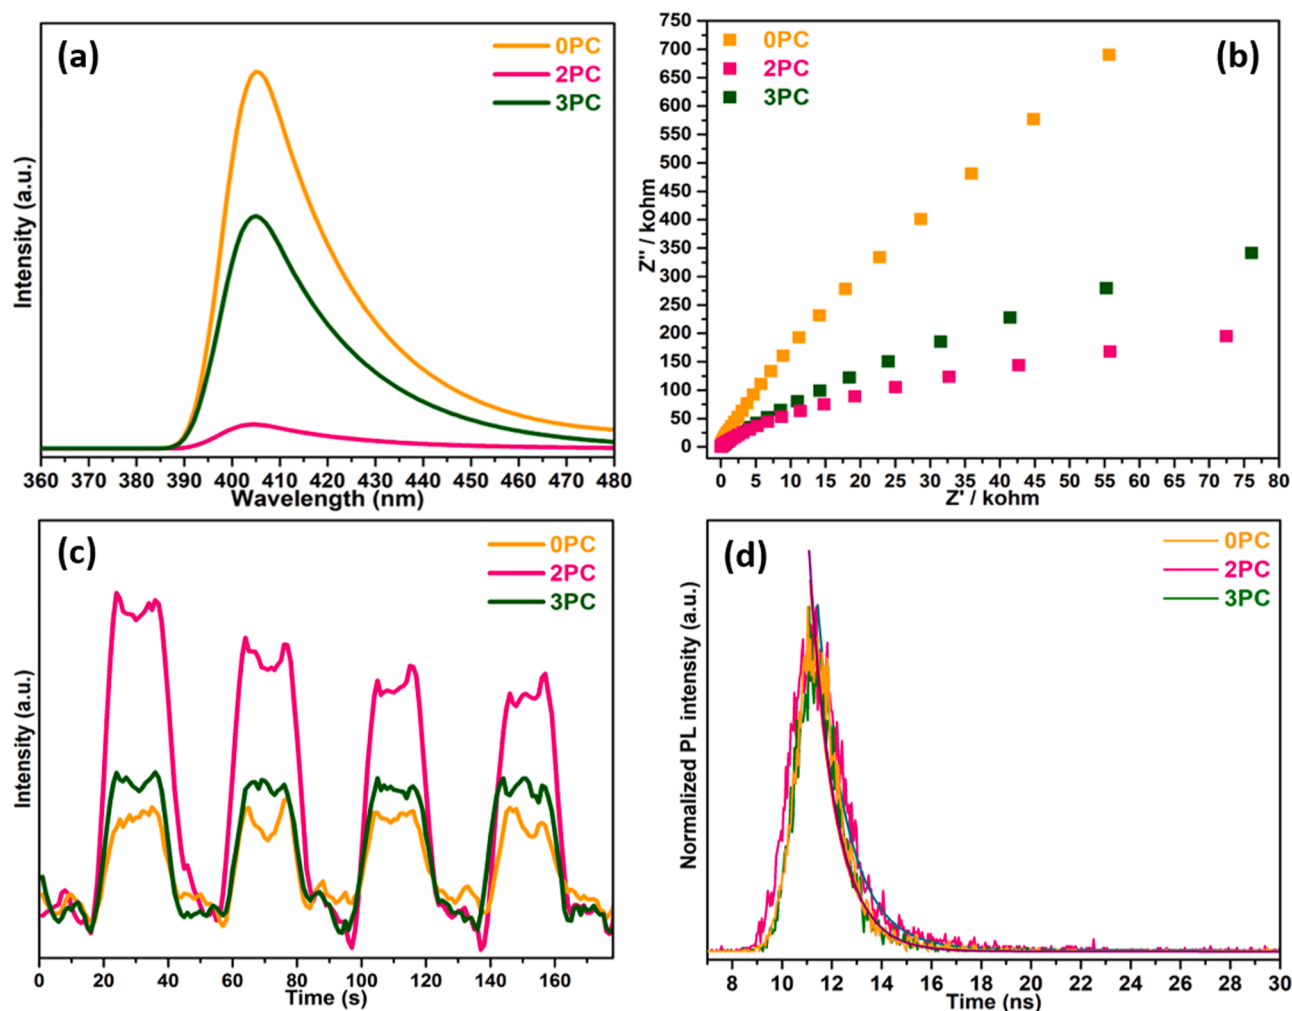 (a)
0PC
2PC
3PC
Intensity (a.u.)
360 370 380 390 400 410 420 430 440 450 460 470 480
Wavelength (nm)
(b)
0PC
2PC
3PC
Z'' / kohm
750
700
650
600
550
500
450
400
350
300
250
200
150
100
50
0
0 5 10 15 20 25 30 35 40 45 50 55 60 65 70 75 80
Z' / kohm
(c)
0PC
2PC
3PC
Intensity (a.u.)
0 20 40 60 80 100 120 140 160
Time (s)
(d)
0PC
2PC
3PC
Normalized PL intensity (a.u.)
8 10 12 14 16 18 20 22 24 26 28 30
Time (ns)